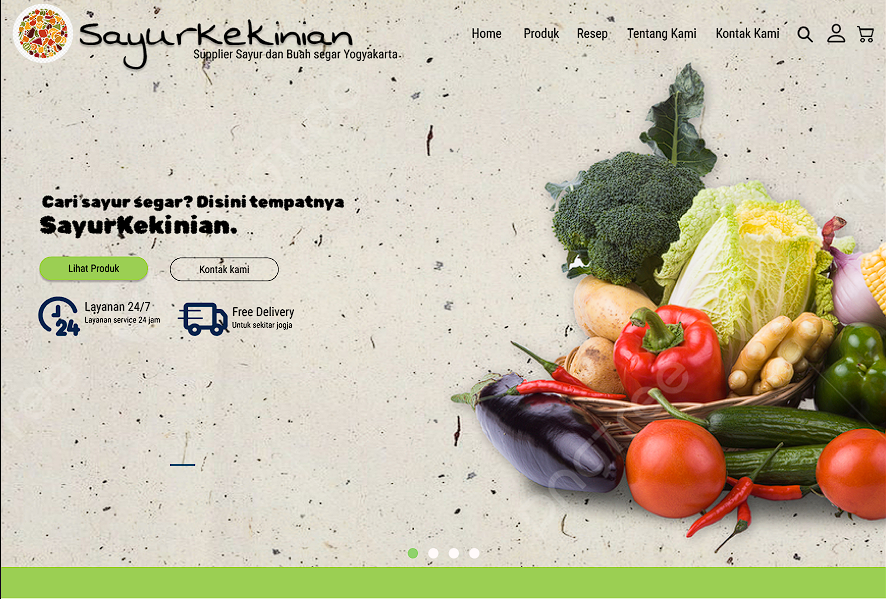 SayurKekinian
Supplier Sayur dan Buah segar Yogyakarta
Home Produk Resep Tentang Kami Kontak Kami
Cari sayur segar? Disini tempatnya
SayurKekinian.
Lihat Produk Kontak kami
24 Layanan 24/7 Free Delivery
Layanan service 24 jam Untuk sekitar jogja